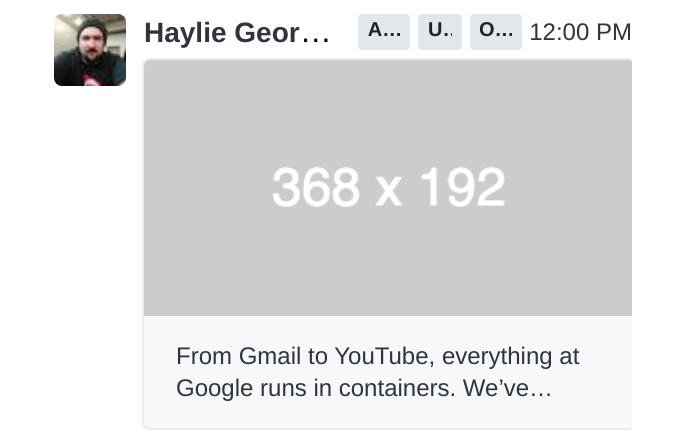 Haylie Geor... A... U.. O... 12:00 PM
368 x 192
From Gmail to YouTube, everything at
Google runs in containers. We’ve…